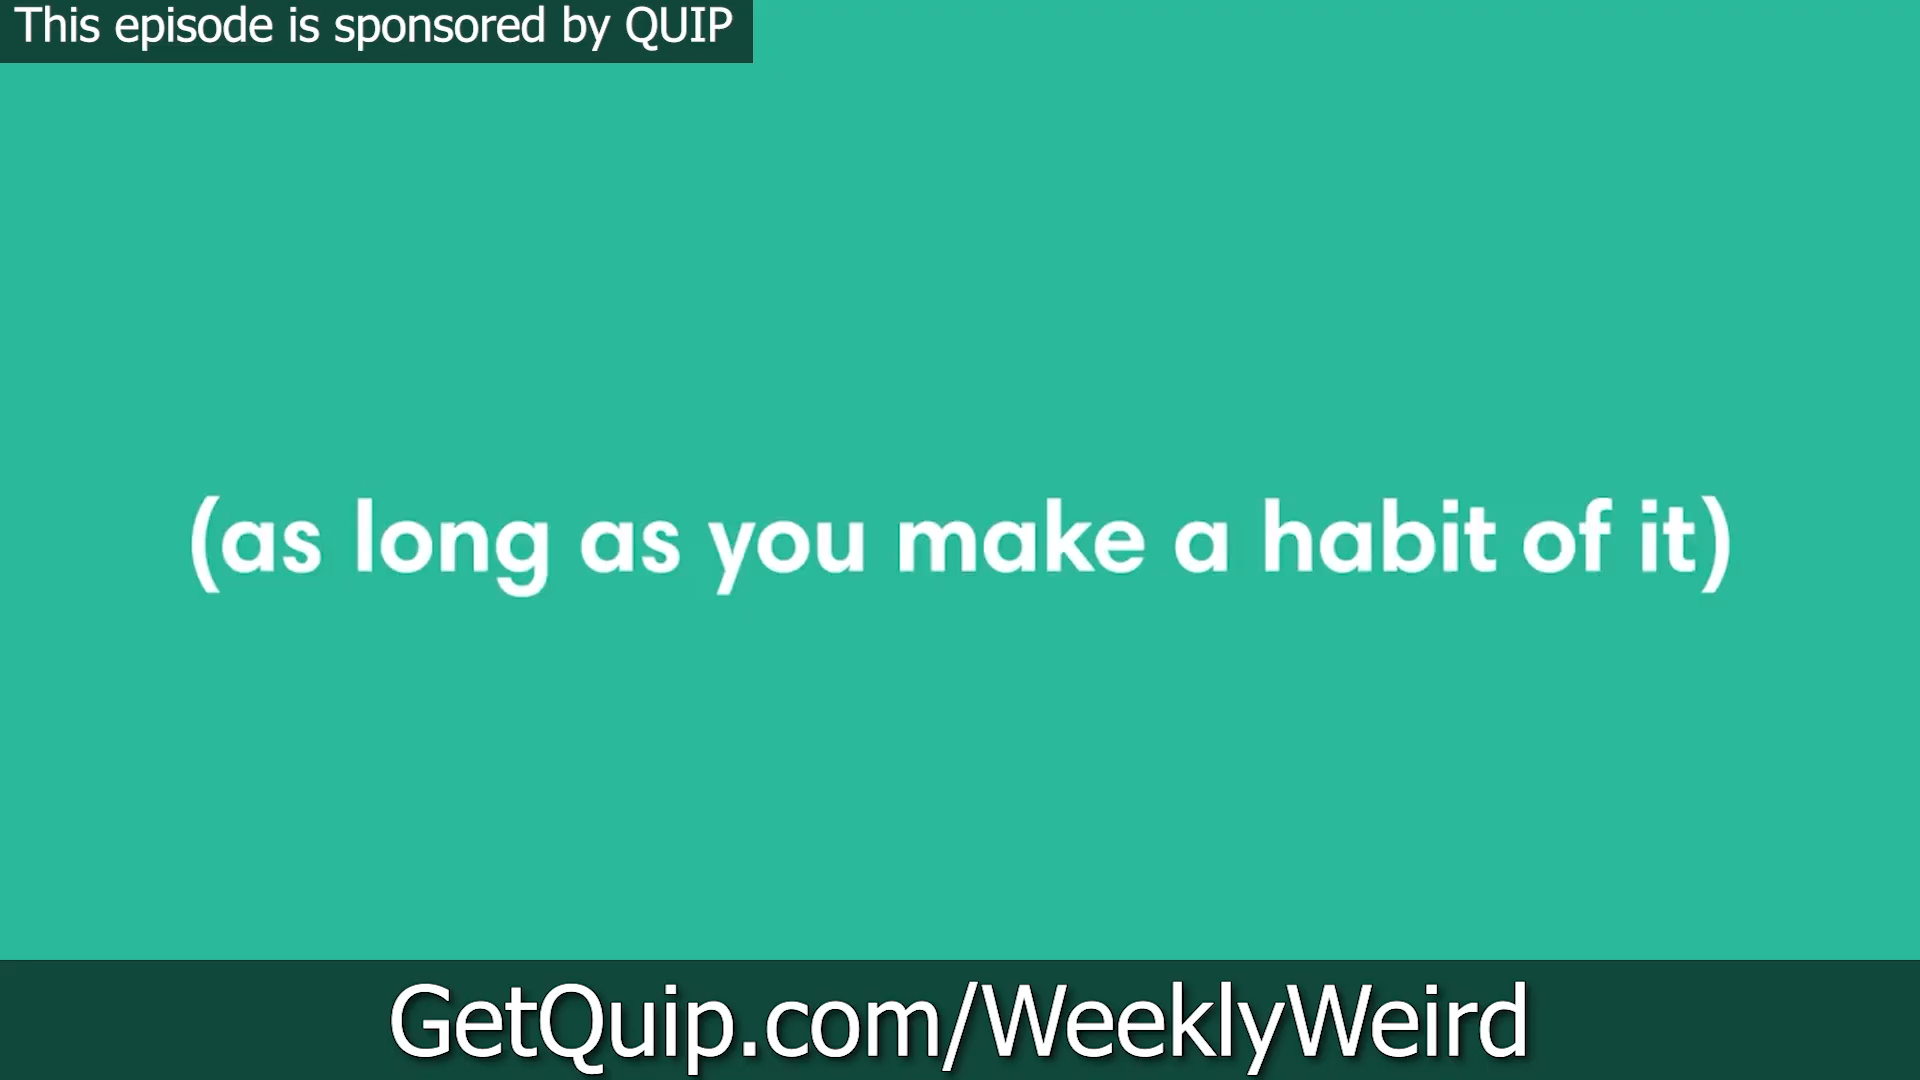 This episode is sponsored by QUIP
(as long as you make a habit of it)
GetQuip.com/WeeklyWeird